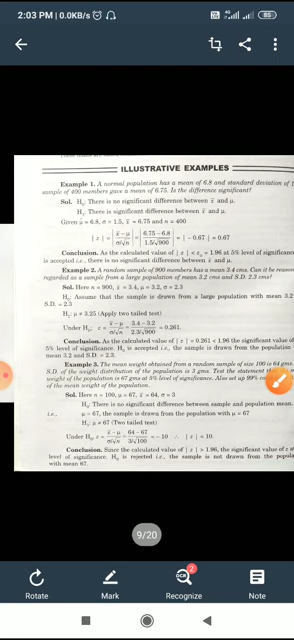 2:03 PM | 0.0KB/s
4G
85
ILLUSTRATIVE EXAMPLES
Example 1. A normal population has a mean of 6.8 and standard deviation of 1
sample of 400 members gave a mean of 6.75. Is the difference significant?
Sol. H₀: There is no significant difference between x̄ and μ.
H₁: There is significant difference between x̄ and μ.
Given μ = 6.8, σ = 1.5, x̄ = 6.75 and n = 400
| z | = | (x̄ – μ)/(σ/√n) | = | (6.75 – 6.8)/(1.5/√900) | = | – 0.67 | = 0.67
Conclusion. As the calculated value of | z | < zα = 1.96 at 5% level of significance
is accepted i.e., there is no significant difference between x̄ and μ.
Example 2. A random sample of 900 members has a mean 3.4 cms. Can it be reason
regarded as a sample from a large population of mean 3.2 cms and S.D. 2.3 cms?
Sol. Here n = 900, x̄ = 3.4, μ = 3.2, σ = 2.3
H₀: Assume that the sample is drawn from a large population with mean 3.2
S.D. = 2.3
H₁: μ ≠ 3.25 (Apply two tailed test)
Under H₀; z = (x̄ – μ)/(σ/√n) = (3.4 – 3.2)/(2.3/√900) = 0.261.
Conclusion. As the calculated value of | z | = 0.261 < 1.96 the significant value of
5% level of significance. H₀ is accepted i.e., the sample is drawn from the population
mean 3.2 and S.D. = 2.3.
Example 3. The mean weight obtained from a random sample of size 100 is 64 gms.
S.D. of the weight distribution of the population is 3 gms. Test the statement
weight of the population is 67 gms at 5% level of significance. Also set up 99% co
of the mean weight of the population.
Sol. Here n = 100, μ = 67, x̄ = 64, σ = 3
H₀: There is no significant difference between sample and population mean.
i.e., μ = 67, the sample is drawn from the population with μ = 67
H₁: μ ≠ 67 (Two tailed test)
Under H₀; z = (x̄ – μ)/(σ/√n) = (64 – 67)/(3/√100) = – 10 ∴ | z | = 10.
Conclusion. Since the calculated value of | z | > 1.96, the significant value of z
level of significance. H₀ is rejected i.e., the sample is not drawn from the popula
with mean 67.
9/20
OCR
2
Rotate
Mark
Recognize
Note